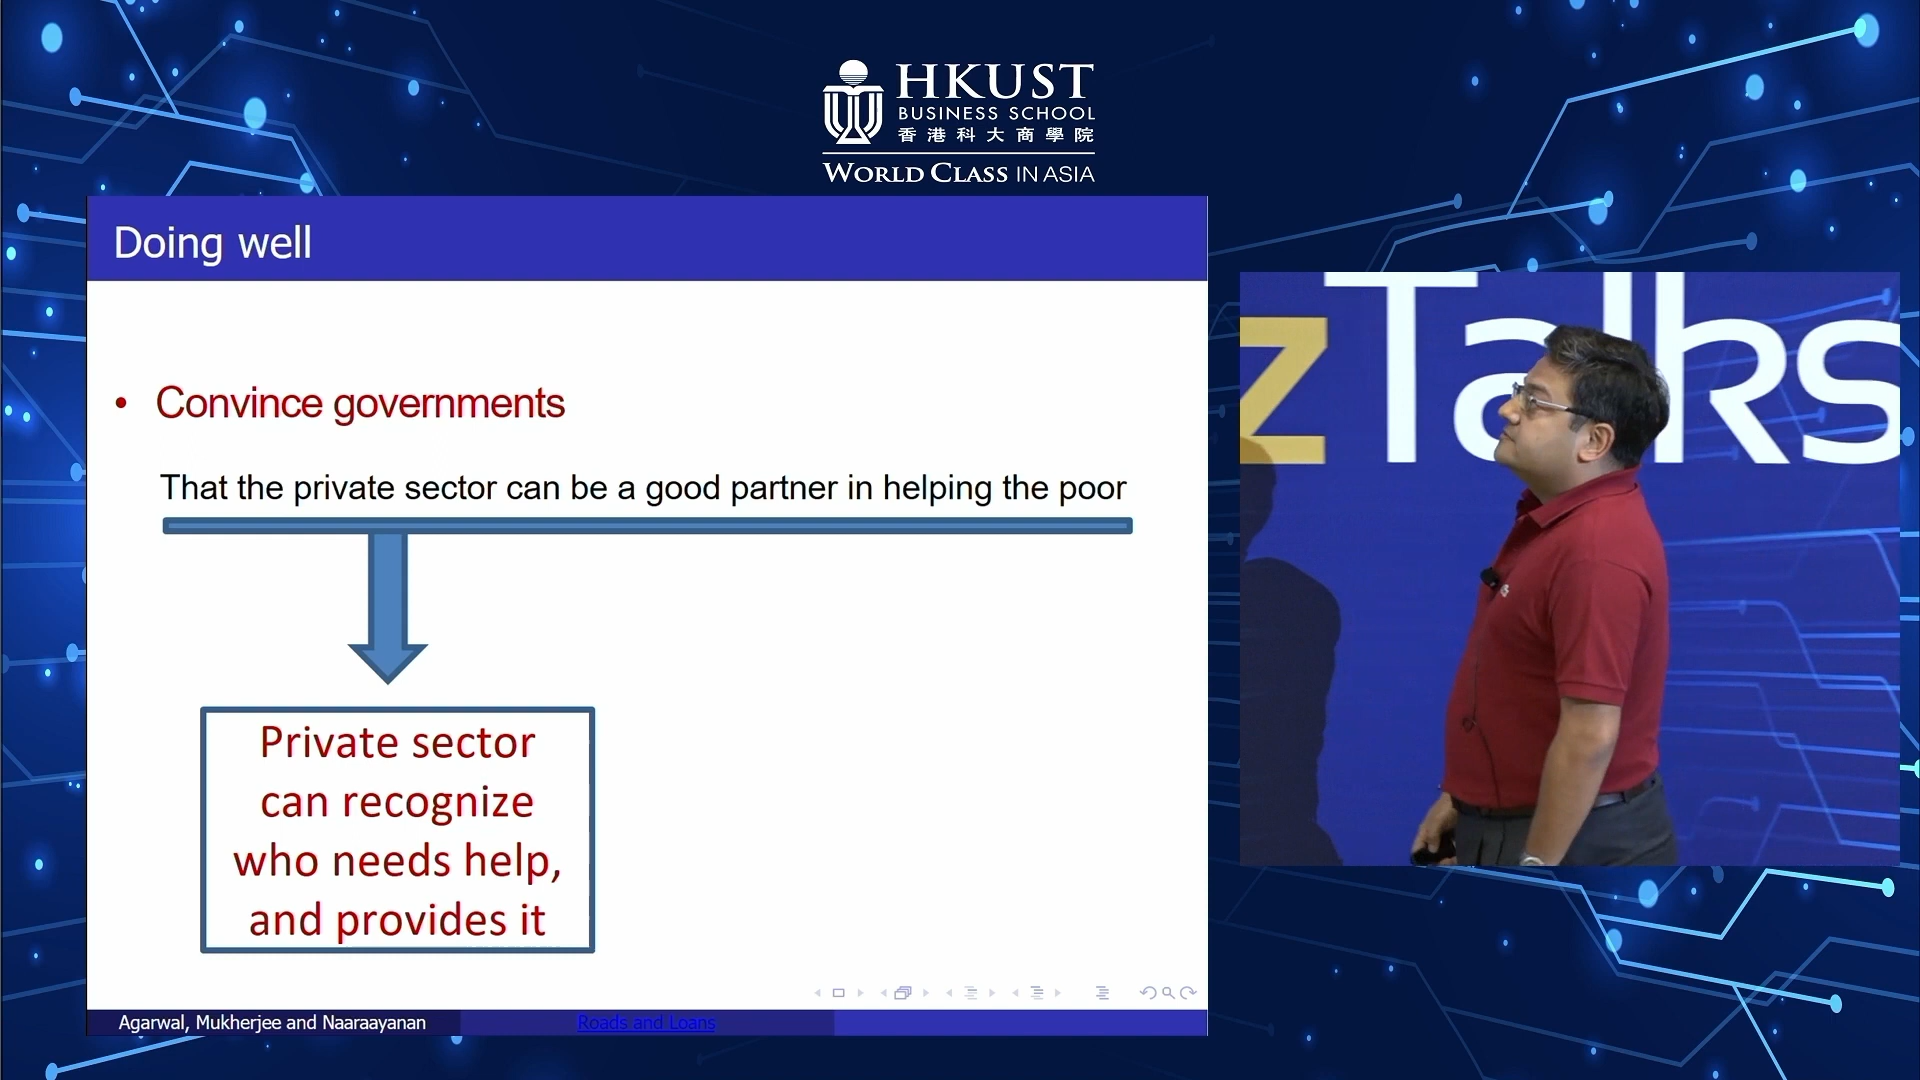 HKUST
BUSINESS SCHOOL
香港科大商學院
WORLD CLASS IN ASIA
Doing well
• Convince governments
That the private sector can be a good partner in helping the poor
Private sector
can recognize
who needs help,
and provides it
Agarwal, Mukherjee and Naaraayanan
Roads and Loans
zTalks